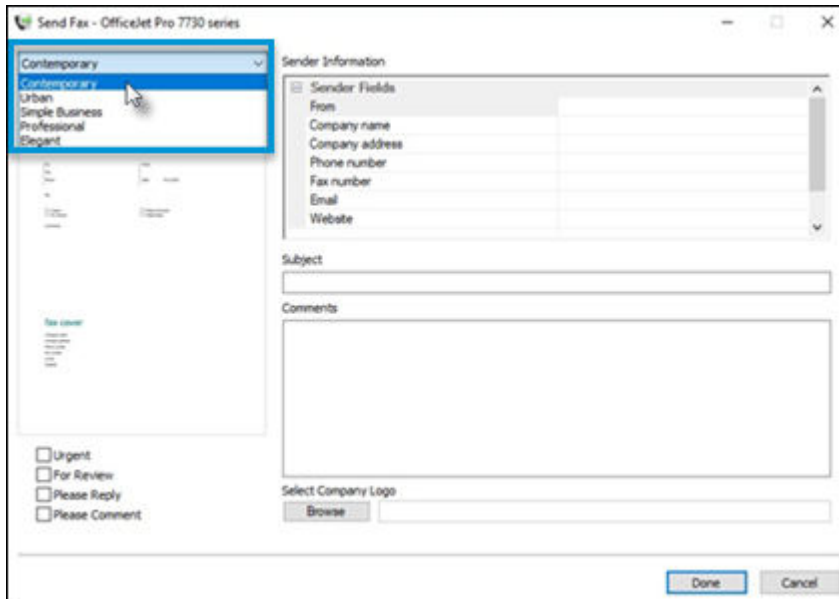 Send Fax - OfficeJet Pro 7730 series
Contemporary
Contemporary
Urban
Simple Business
Professional
Elegant
fax cover
Urgent
For Review
Please Reply
Please Comment
Sender Information
Sender Fields
From
Company name
Company address
Phone number
Fax number
Email
Website
Subject
Comments
Select Company Logo
Browse
Done Cancel